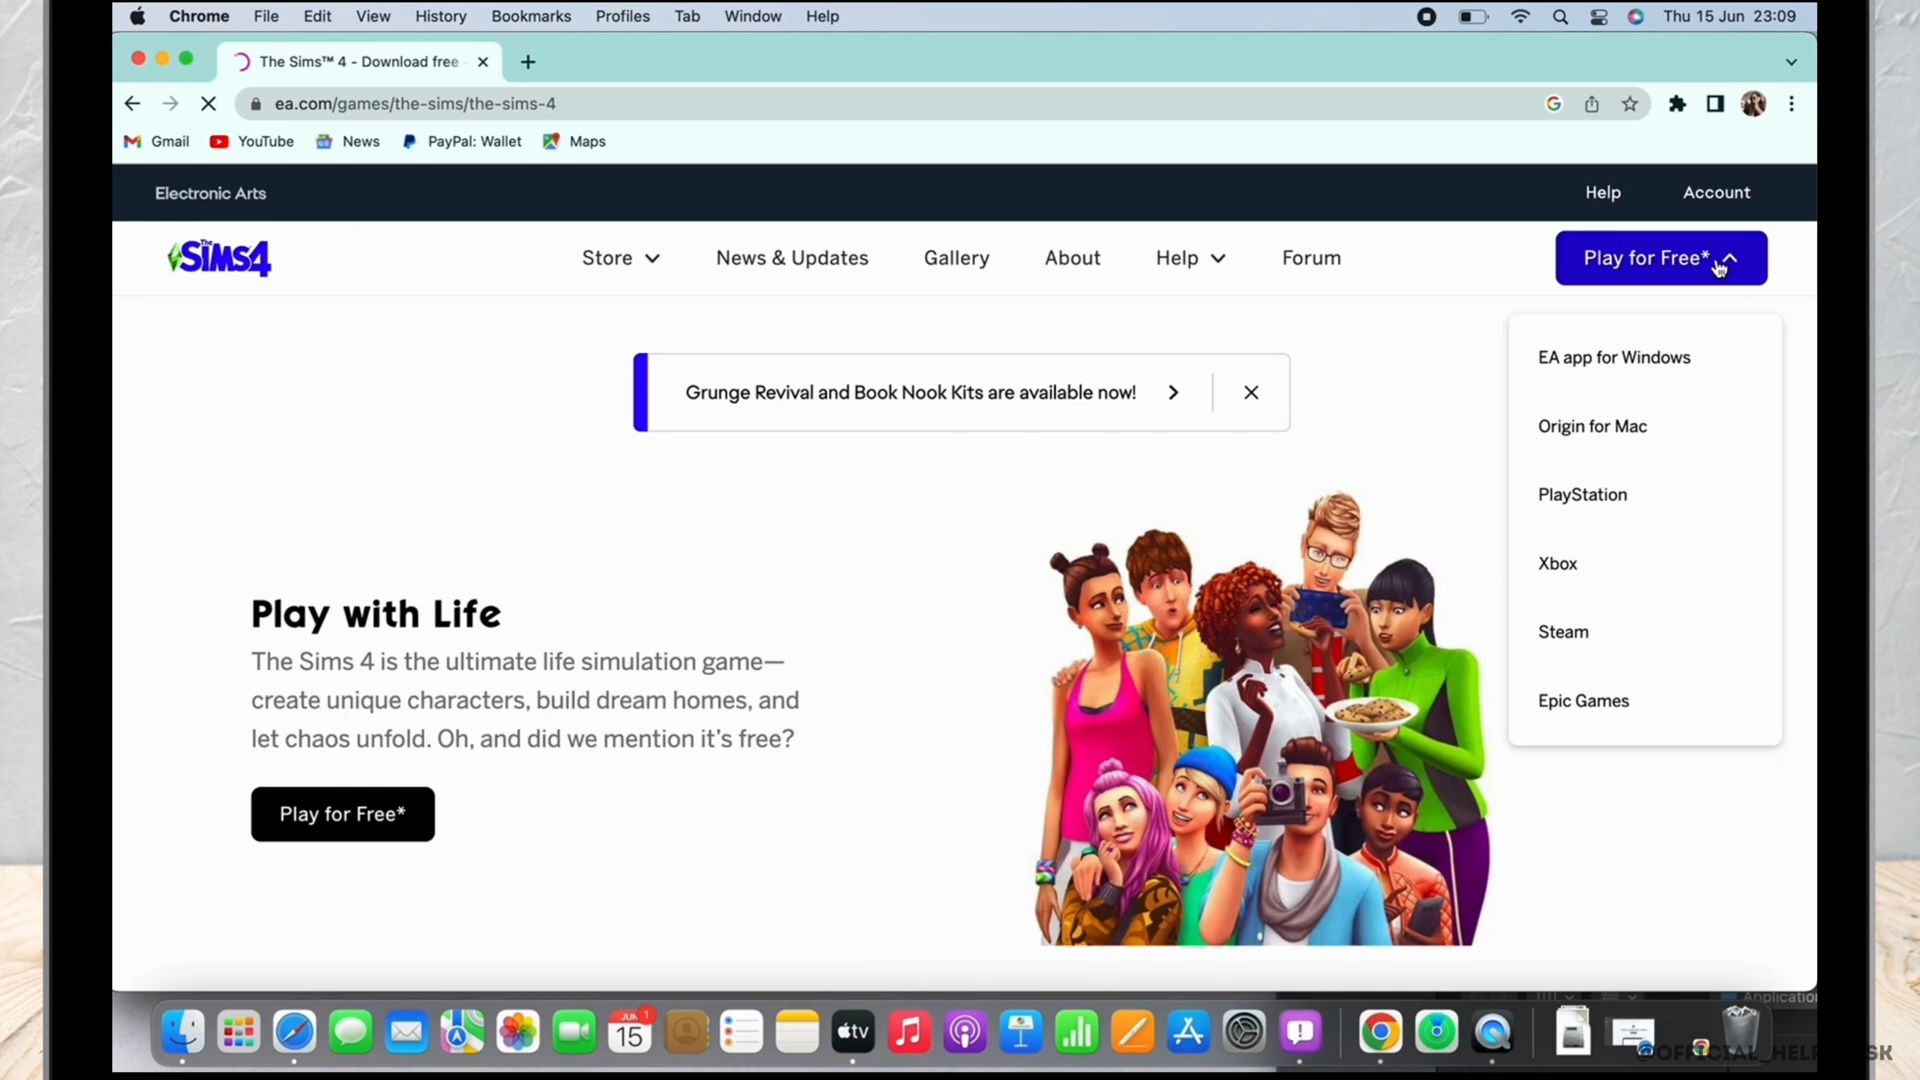 Chrome File Edit View History Bookmarks Profiles Tab Window Help Thu 15 Jun 23:09
The Sims™ 4 - Download free -
ea.com/games/the-sims/the-sims-4
Gmail YouTube News PayPal: Wallet Maps
Electronic Arts Help Account
The SIMS4 Store News & Updates Gallery About Help Forum Play for Free*
EA app for Windows
Origin for Mac
PlayStation
Xbox
Steam
Epic Games
Grunge Revival and Book Nook Kits are available now!
Play with Life
The Sims 4 is the ultimate life simulation game—
create unique characters, build dream homes, and
let chaos unfold. Oh, and did we mention it's free?
Play for Free*
JUN 1
15
tv